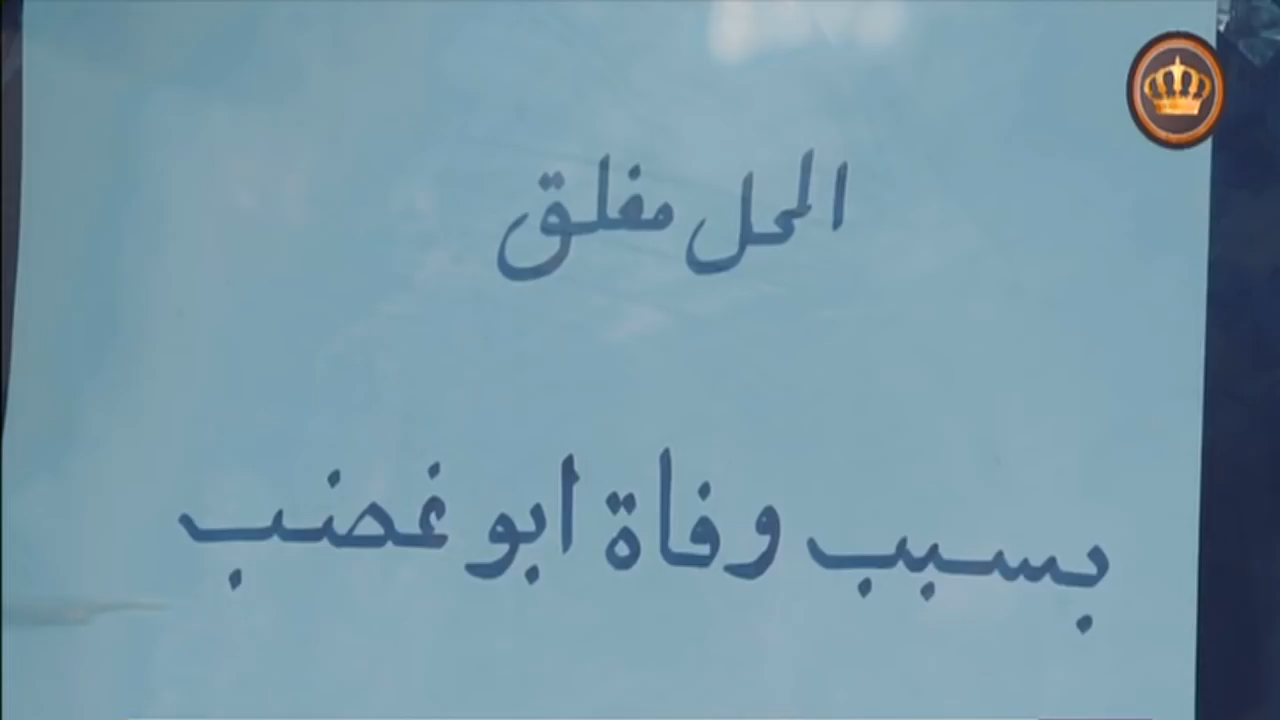 المحل مغلق
بسبب وفاة ابو غضب